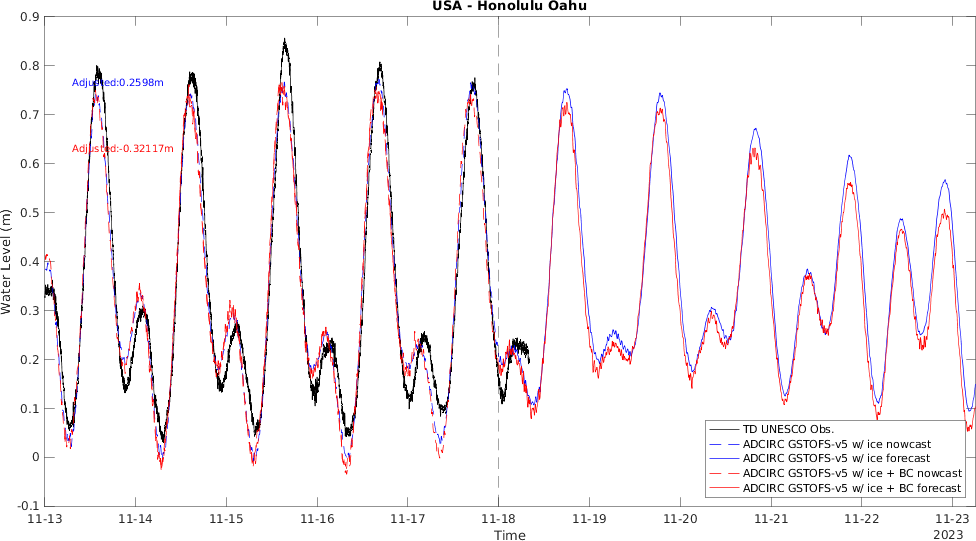 USA - Honolulu Oahu
0.9
0.8
0.7
0.6
0.5
0.4
0.3
0.2
0.1
0
-0.1
Water Level (m)
Adjusted:0.2598m
Adjusted:-0.32117m
TD UNESCO Obs.
ADCIRC GSTOFS-v5 w/ ice nowcast
ADCIRC GSTOFS-v5 w/ ice forecast
ADCIRC GSTOFS-v5 w/ ice + BC nowcast
ADCIRC GSTOFS-v5 w/ ice + BC forecast
11-13 11-14 11-15 11-16 11-17 11-18 11-19 11-20 11-21 11-22 11-23
Time
2023